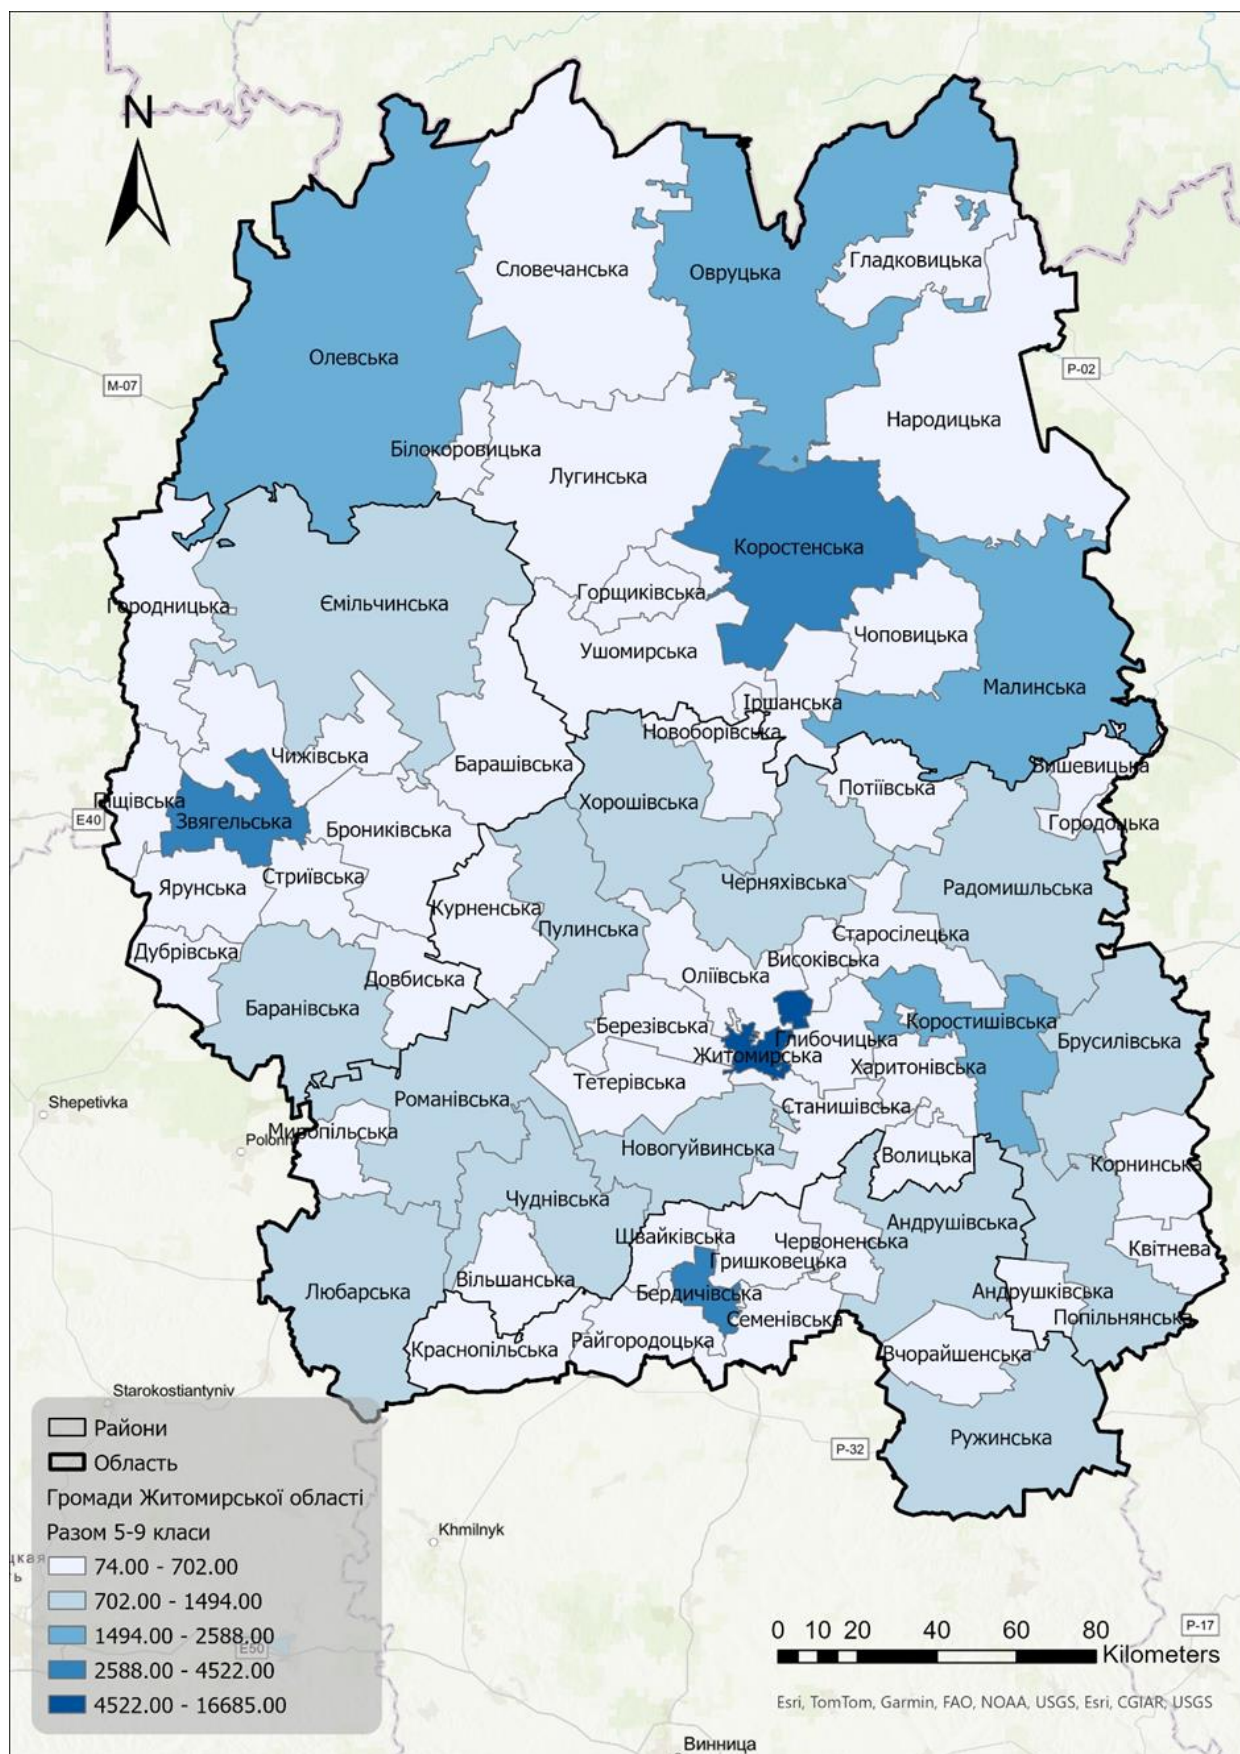 N
Словечанська
Овруцька
Гладковицька
Олевська
M-07
P-02
Народицька
Білокоровицька
Лугинська
Коростенська
Городницька
Ємільчинська
Горщиківська
Ушомирська
Чоповицька
Малинська
Іршанська
Новоборівська
Чижівська
Барашівська
Вишевицька
Потіївська
Піщівська
Хорошівська
E40
Звягельська
Брониківська
Городоцька
Ярунська
Стриївська
Черняхівська
Радомишльська
Курненська
Пулинська
Старосілецька
Дубрівська
Довбиська
Оліївська
Високівська
Баранівська
Березівська
Коростишівська
Глибочицька
Брусилівська
Житомирська
Тетерівська
Харитонівська
Романівська
Станишівська
Shepetivka
Миропільська
Polonn
Новогуйвинська
Волицька
Корнинська
Чуднівська
Андрушівська
Швайківська
Червоненська
Гришковецька
Квітнева
Любарська
Вільшанська
Бердичівська
Андрушківська
Семенівська
Попільнянська
Краснопільська
Райгородоцька
Вчорайшенська
Starokostiantyniv
Ружинська
P-32
Райони
Область
Громади Житомирської області
Разом 5-9 класи
74.00 - 702.00
702.00 - 1494.00
1494.00 - 2588.00
2588.00 - 4522.00
4522.00 - 16685.00
Khmilnyk
E50
P-17
0 10 20 40 60 80
Kilometers
Esri, TomTom, Garmin, FAO, NOAA, USGS, Esri, CGIAR, USGS
Винница